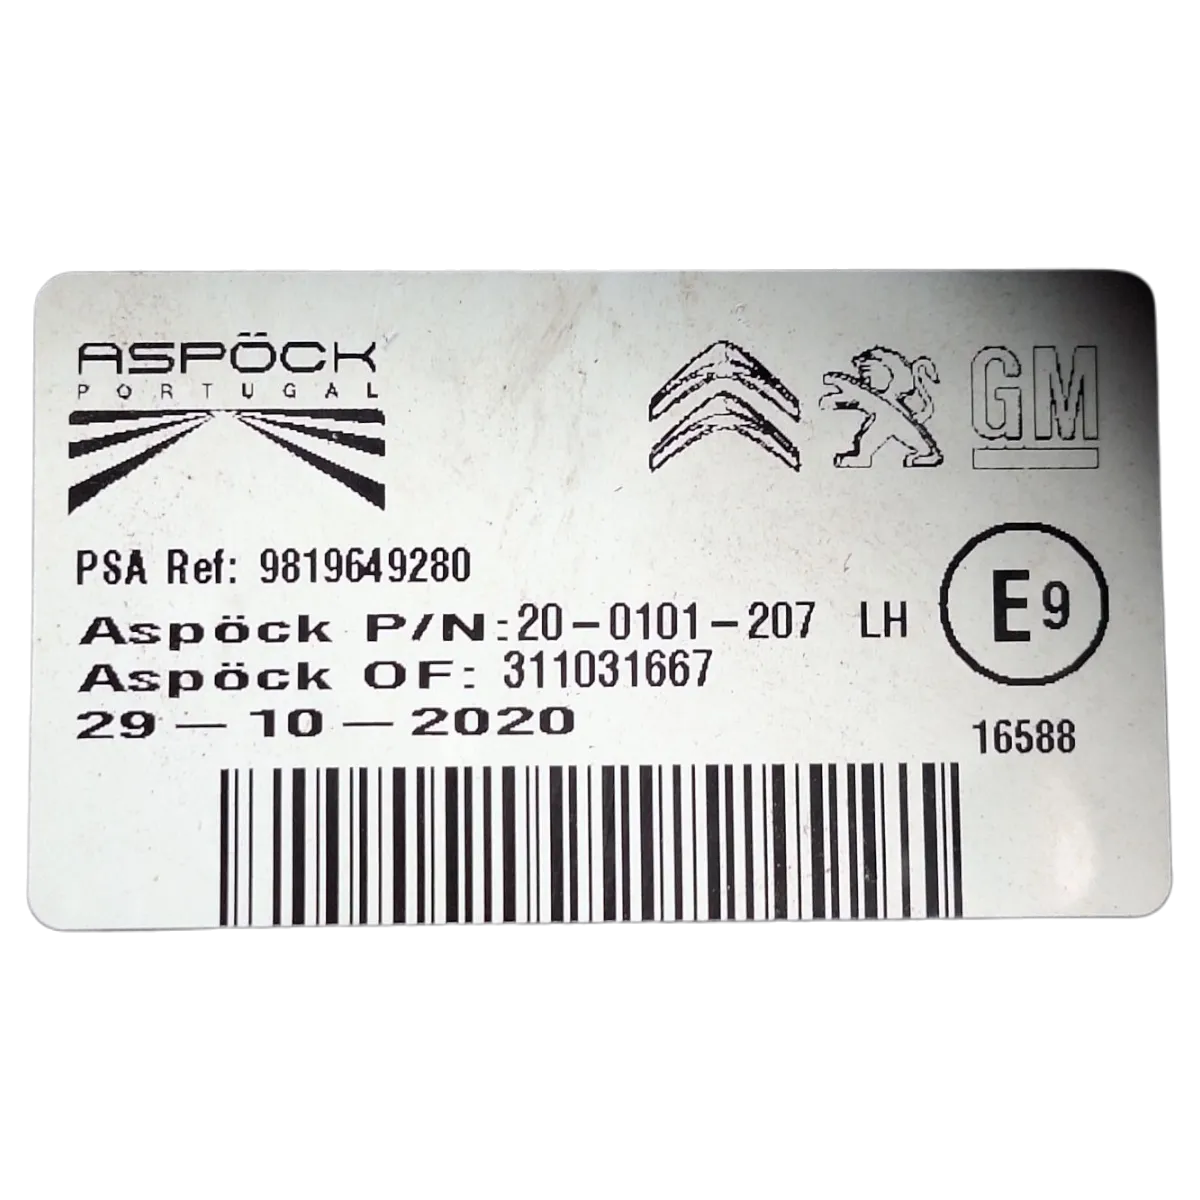 ASPÖCK
PORTUGAL
GM
PSA Ref: 9819649280
Aspöck P/N:20-0101-207 LH
Aspöck OF: 311031667
29-10-2020
E9
16588